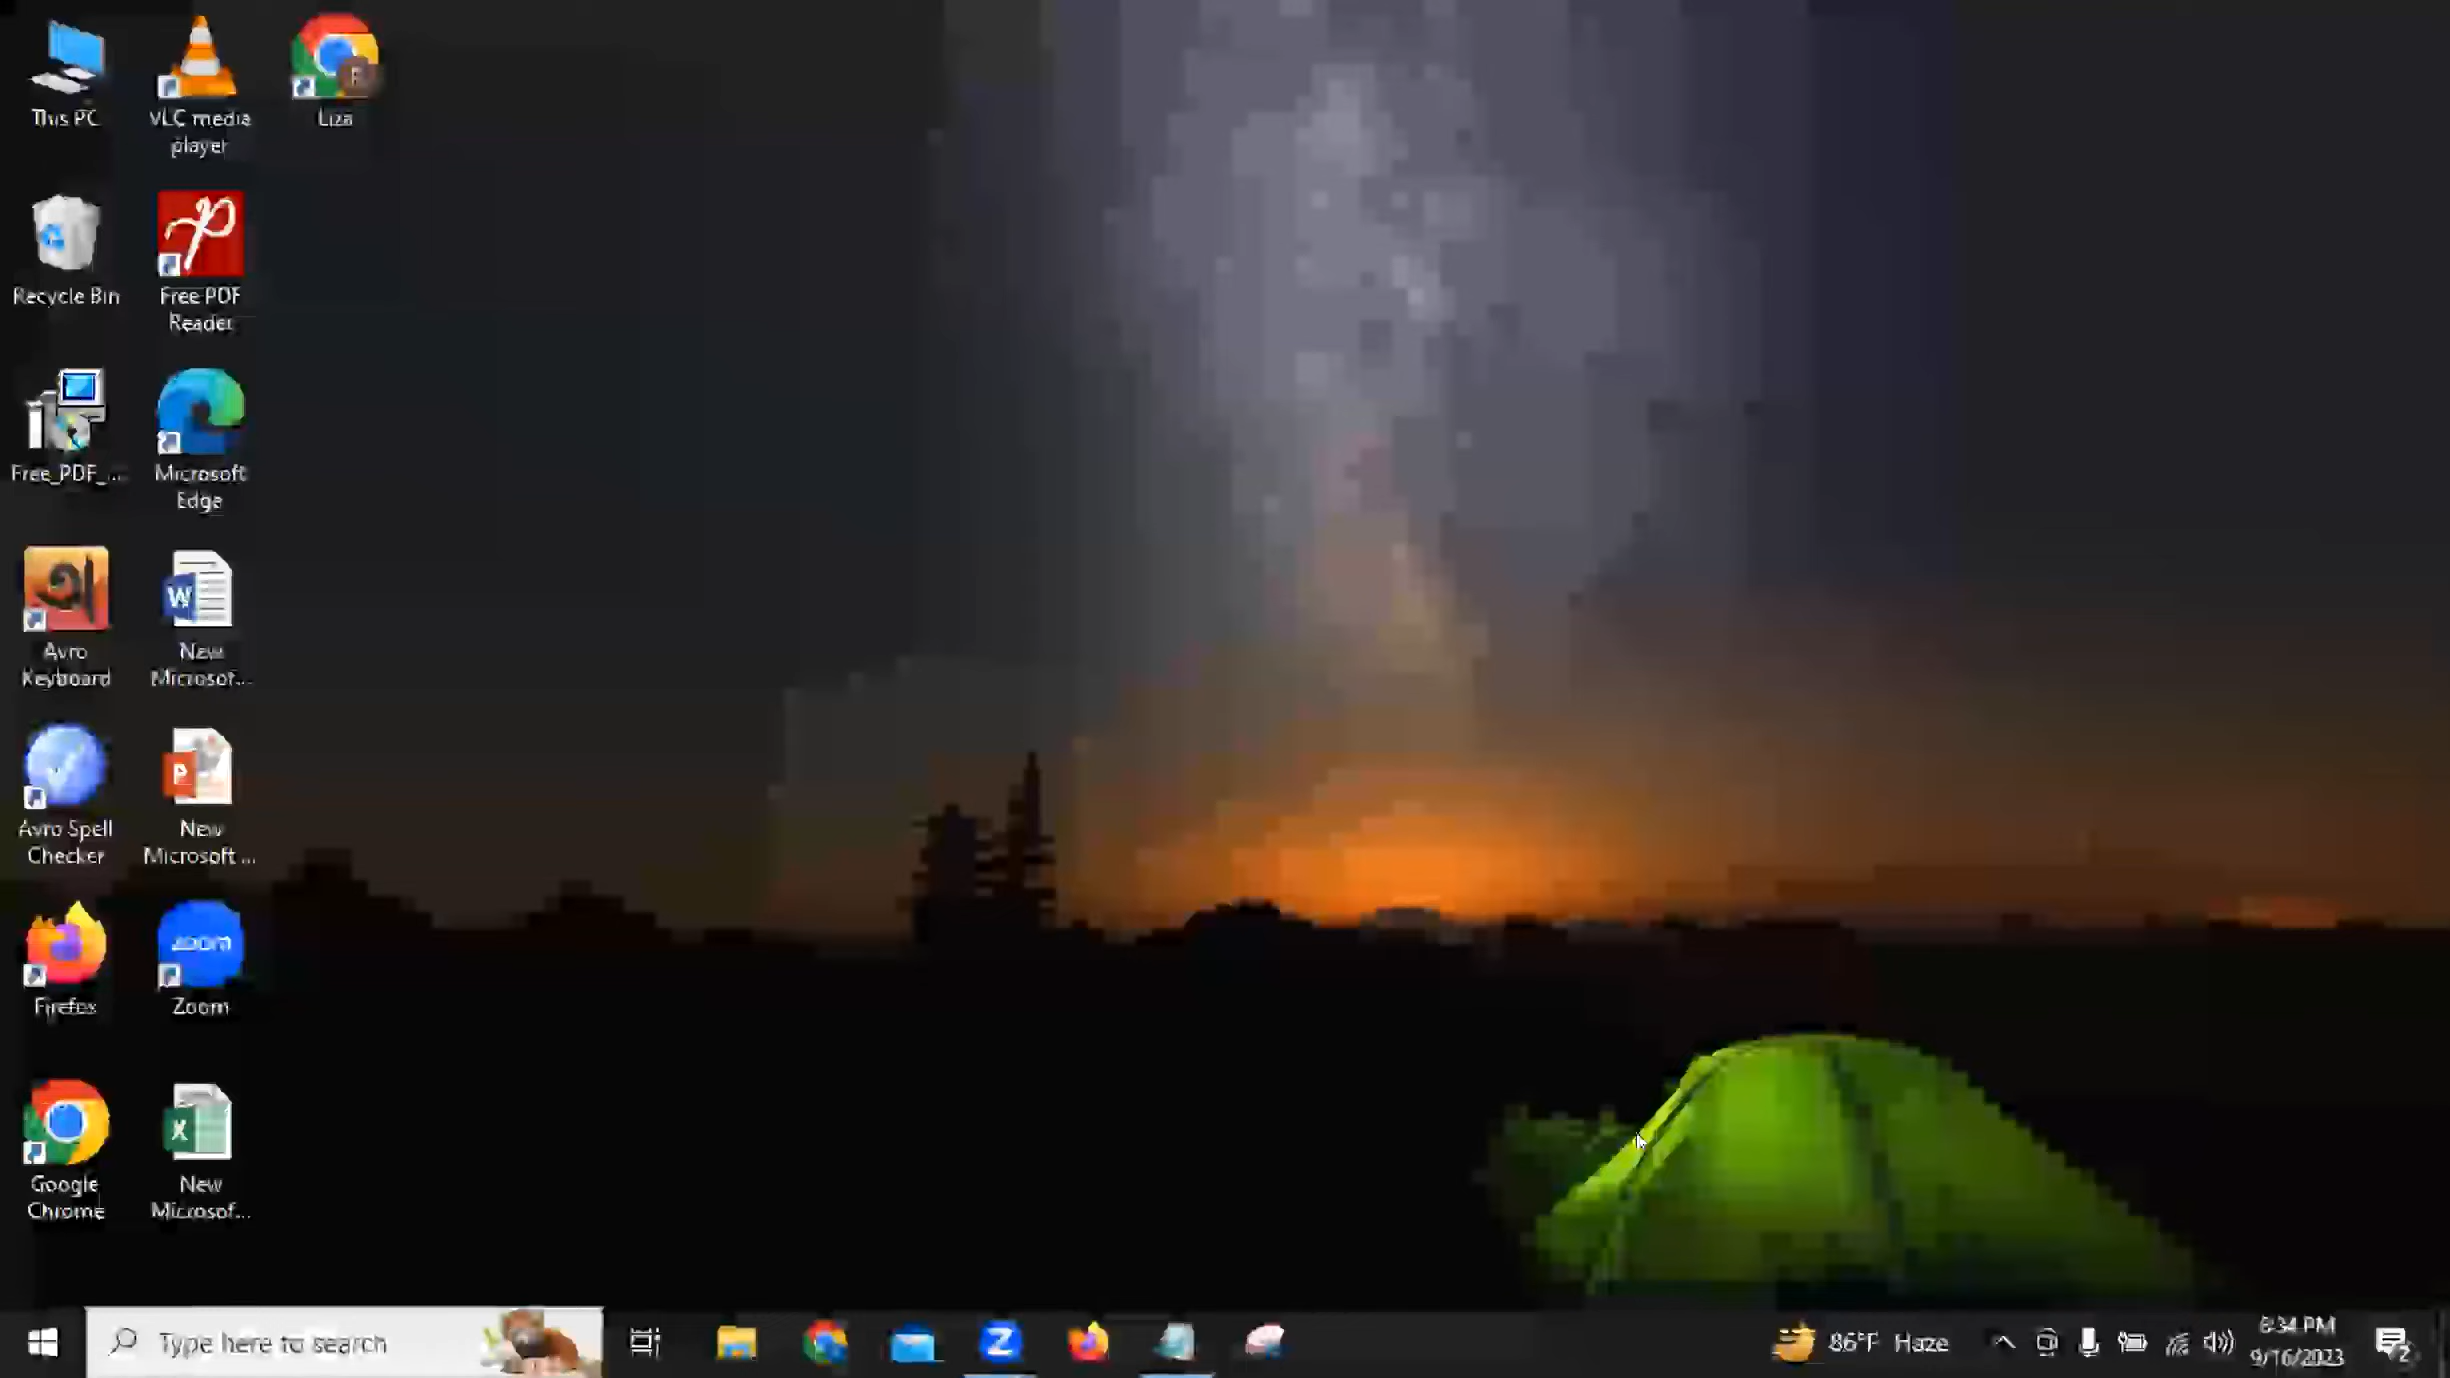 This PC
VLC media
player
Liza
Recycle Bin
Free PDF
Reader
Free_PDF_...
Microsoft
Edge
Avro
Keyboard
New
Microsof...
Avro Spell
Checker
New
Microsoft ...
Firefox
zoom
Zoom
Google
Chrome
New
Microsof...
Type here to search
86°F Haze
8:34 PM
9/16/2023